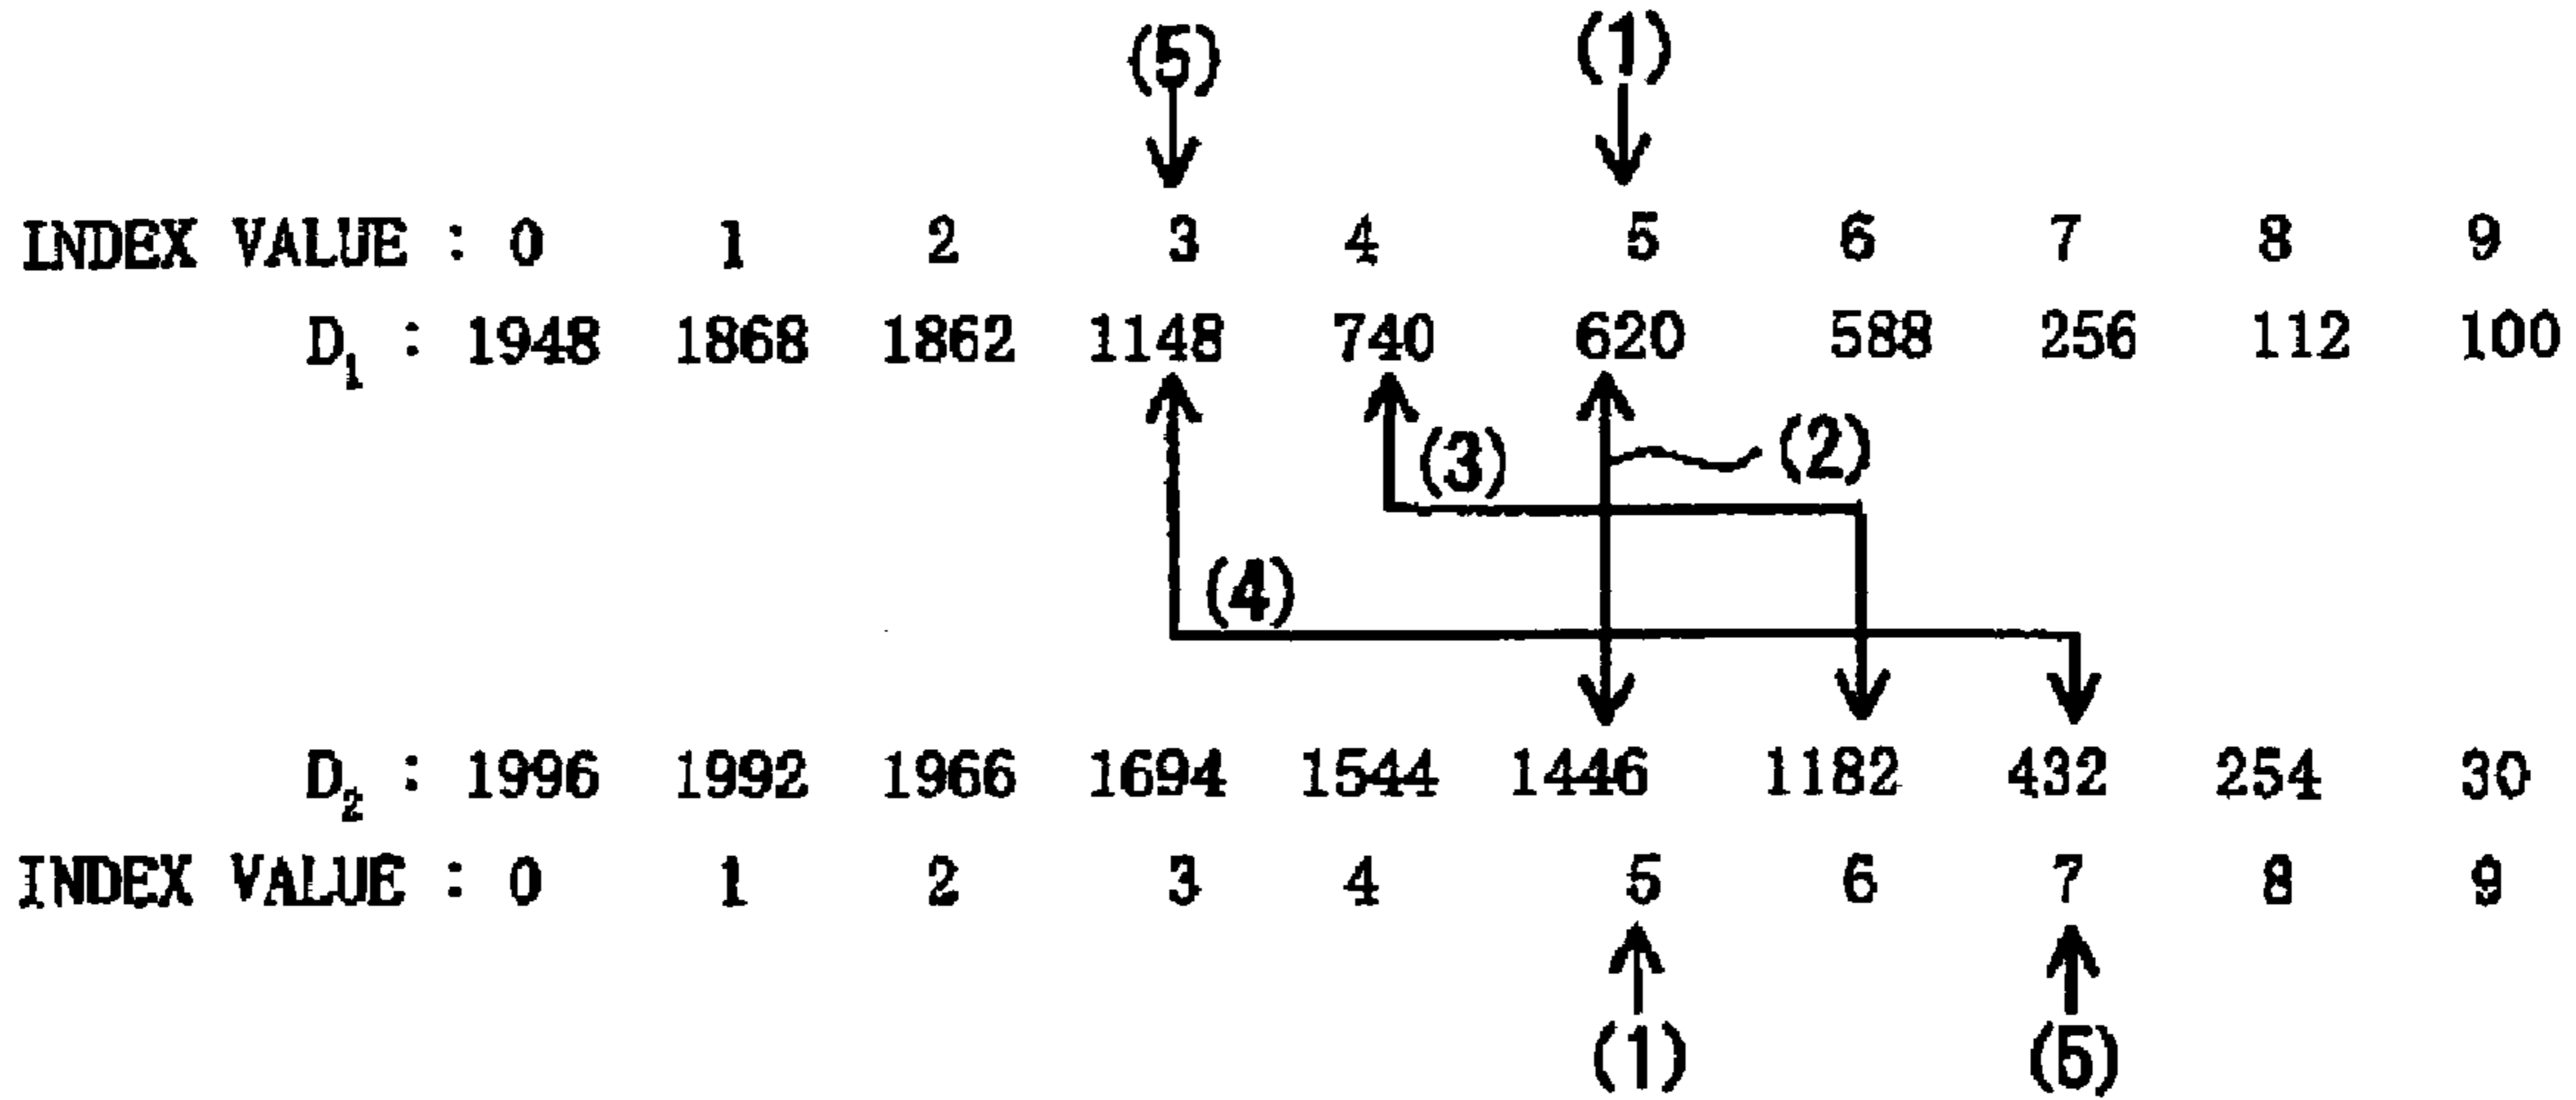 (5) (1)
INDEX VALUE : 0 1 2 3 4 5 6 7 8 9
D₁ : 1948 1868 1862 1148 740 620 588 256 112 100
(3) (2)
(4)
D₂ : 1996 1992 1966 1694 1544 1446 1182 432 254 30
INDEX VALUE : 0 1 2 3 4 5 6 7 8 9
(1) (5)